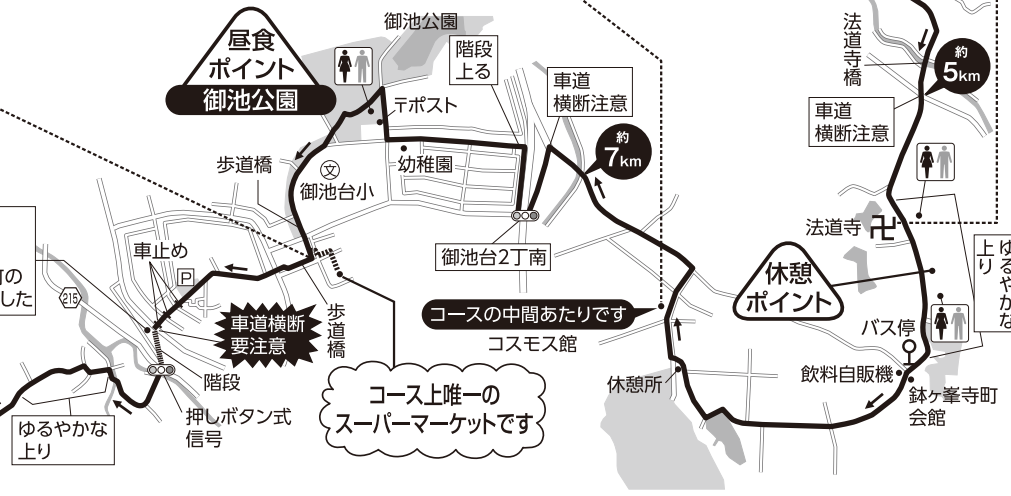 昼食
ポイント
御池公園
御池公園
階段
上る
車道
横断注意
〒ポスト
約
7km
歩道橋
文
御池台小
幼稚園
御池台2丁南
法道寺橋
約
5km
車道
横断注意
法道寺
卍
休憩
ポイント
ゆるやかな
上り
バス停
飲料自販機
鉢ヶ峯寺町
会館
コースの中間あたりです
コスモス館
休憩所
コース上唯一の
スーパーマーケットです
歩道橋
車止め
P
車道横断
要注意
215
町の
した
階段
押しボタン式
信号
ゆるやかな
上り